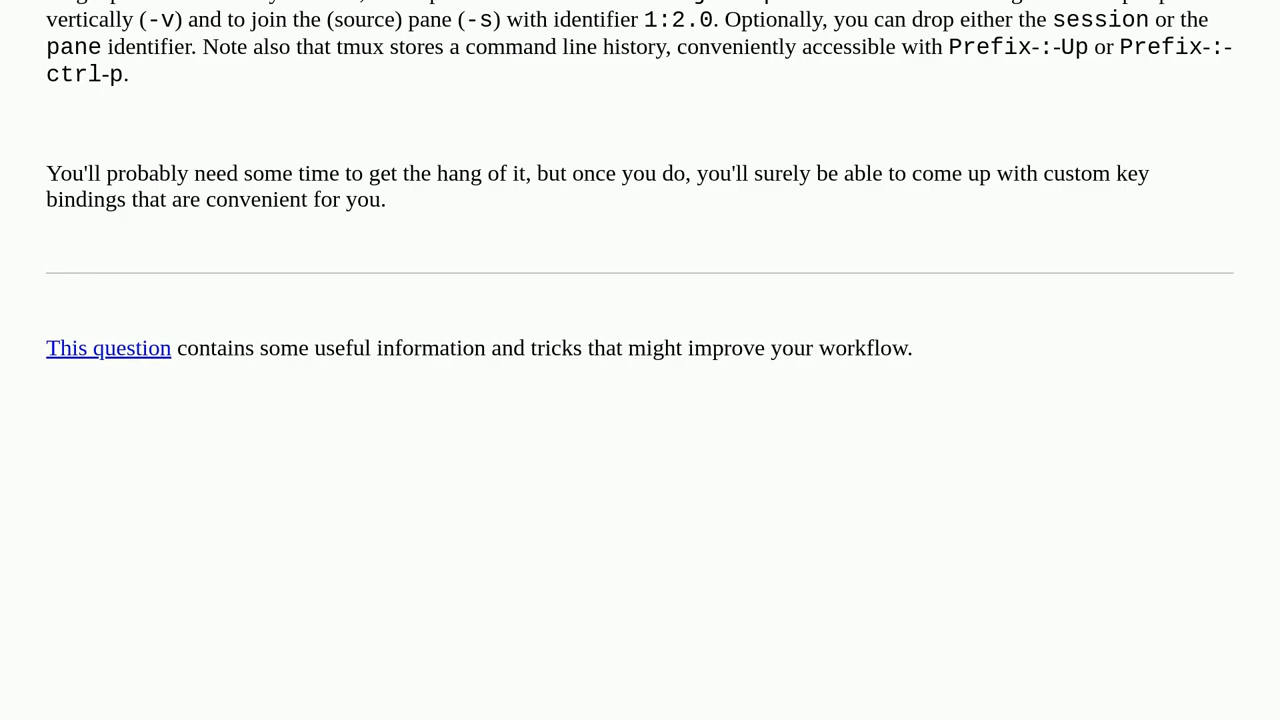 vertically (-v) and to join the (source) pane (-s) with identifier 1:2.0. Optionally, you can drop either the session or the
pane identifier. Note also that tmux stores a command line history, conveniently accessible with Prefix-:-Up or Prefix-:-
ctrl-p.
You'll probably need some time to get the hang of it, but once you do, you'll surely be able to come up with custom key
bindings that are convenient for you.
This question contains some useful information and tricks that might improve your workflow.